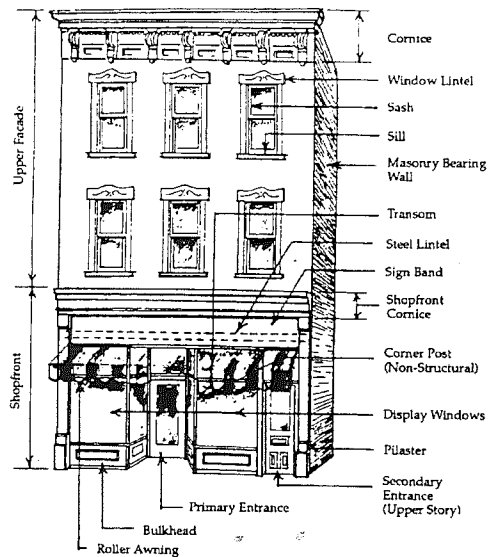 Cornice
Window Lintel
Sash
Sill
Masonry Bearing
Wall
Upper Facade
Transom
Steel Lintel
Sign Band
Shopfront
Cornice
Corner Post
(Non-Structural)
Shopfront
Display Windows
Pilaster
Secondary
Entrance
(Upper Story)
Primary Entrance
Bulkhead
Roller Awning